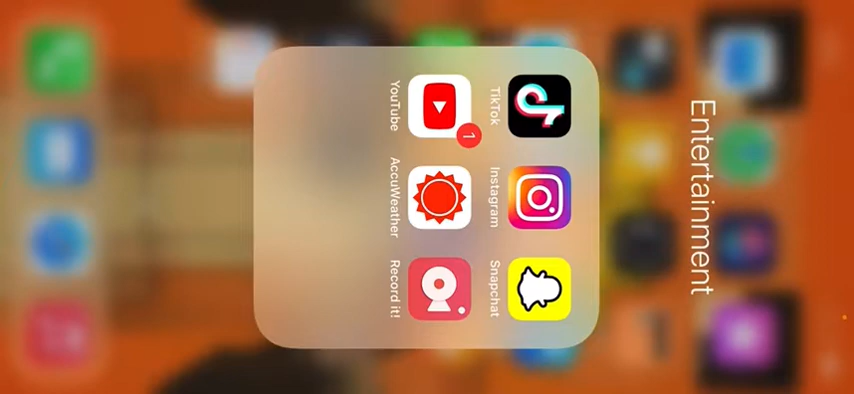 Entertainment
TikTok
Instagram
Snapchat
1
YouTube
AccuWeather
Record it!